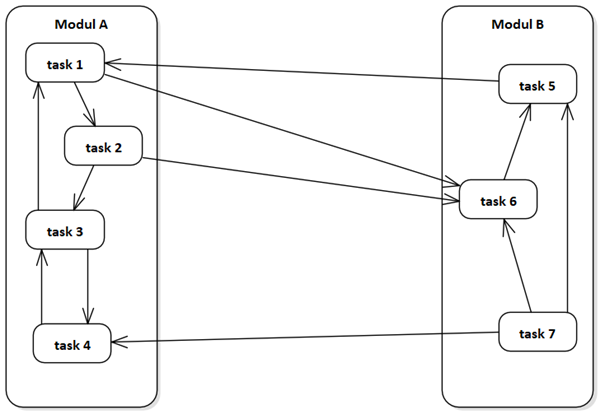 Modul A
task 1
task 2
task 3
task 4
Modul B
task 5
task 6
task 7